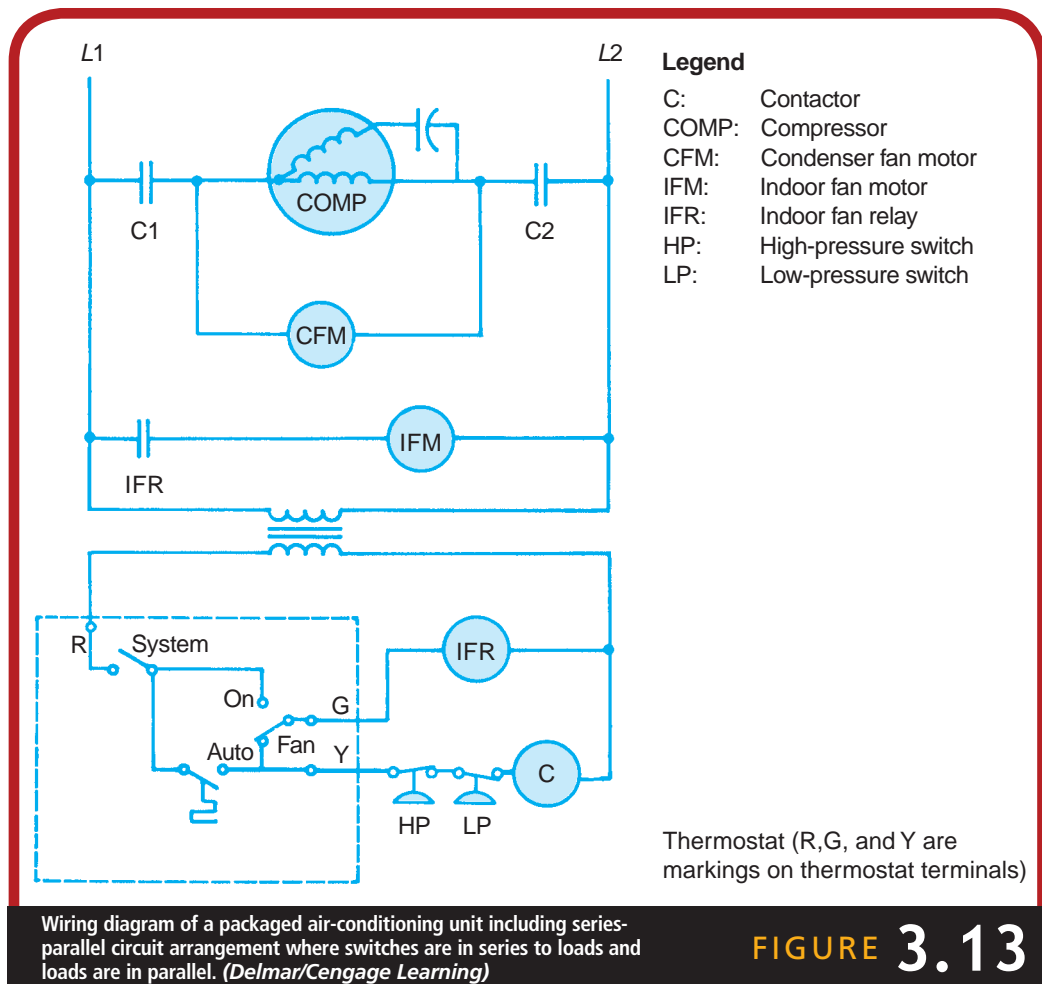 L1
L2
Legend
C: Contactor
COMP: Compressor
CFM: Condenser fan motor
IFM: Indoor fan motor
IFR: Indoor fan relay
HP: High-pressure switch
LP: Low-pressure switch
COMP
C1
C2
CFM
IFM
IFR
R
System
IFR
On
G
Auto
Fan
Y
C
HP
LP
Thermostat (R,G, and Y are
markings on thermostat terminals)
Wiring diagram of a packaged air-conditioning unit including series-
parallel circuit arrangement where switches are in series to loads and
loads are in parallel. (Delmar/Cengage Learning)
FIGURE 3.13